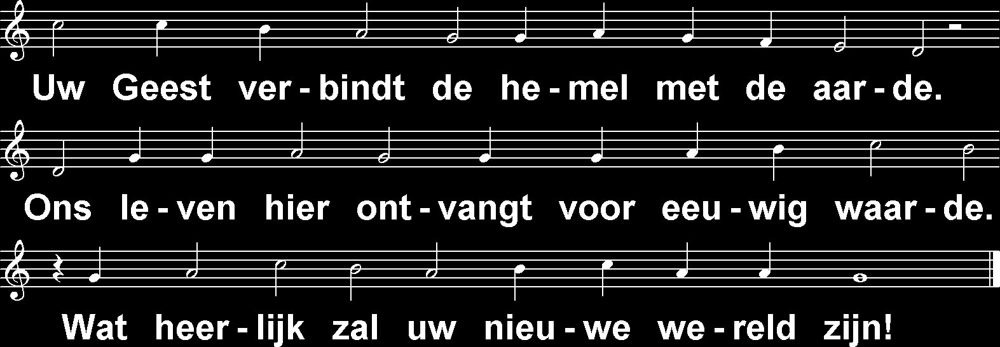 Uw Geest ver - bindt de he - mel met de aar - de.
Ons le - ven hier ont - vangt voor eeu - wig waar - de.
Wat heer - lijk zal uw nieu - we we - reld zijn!